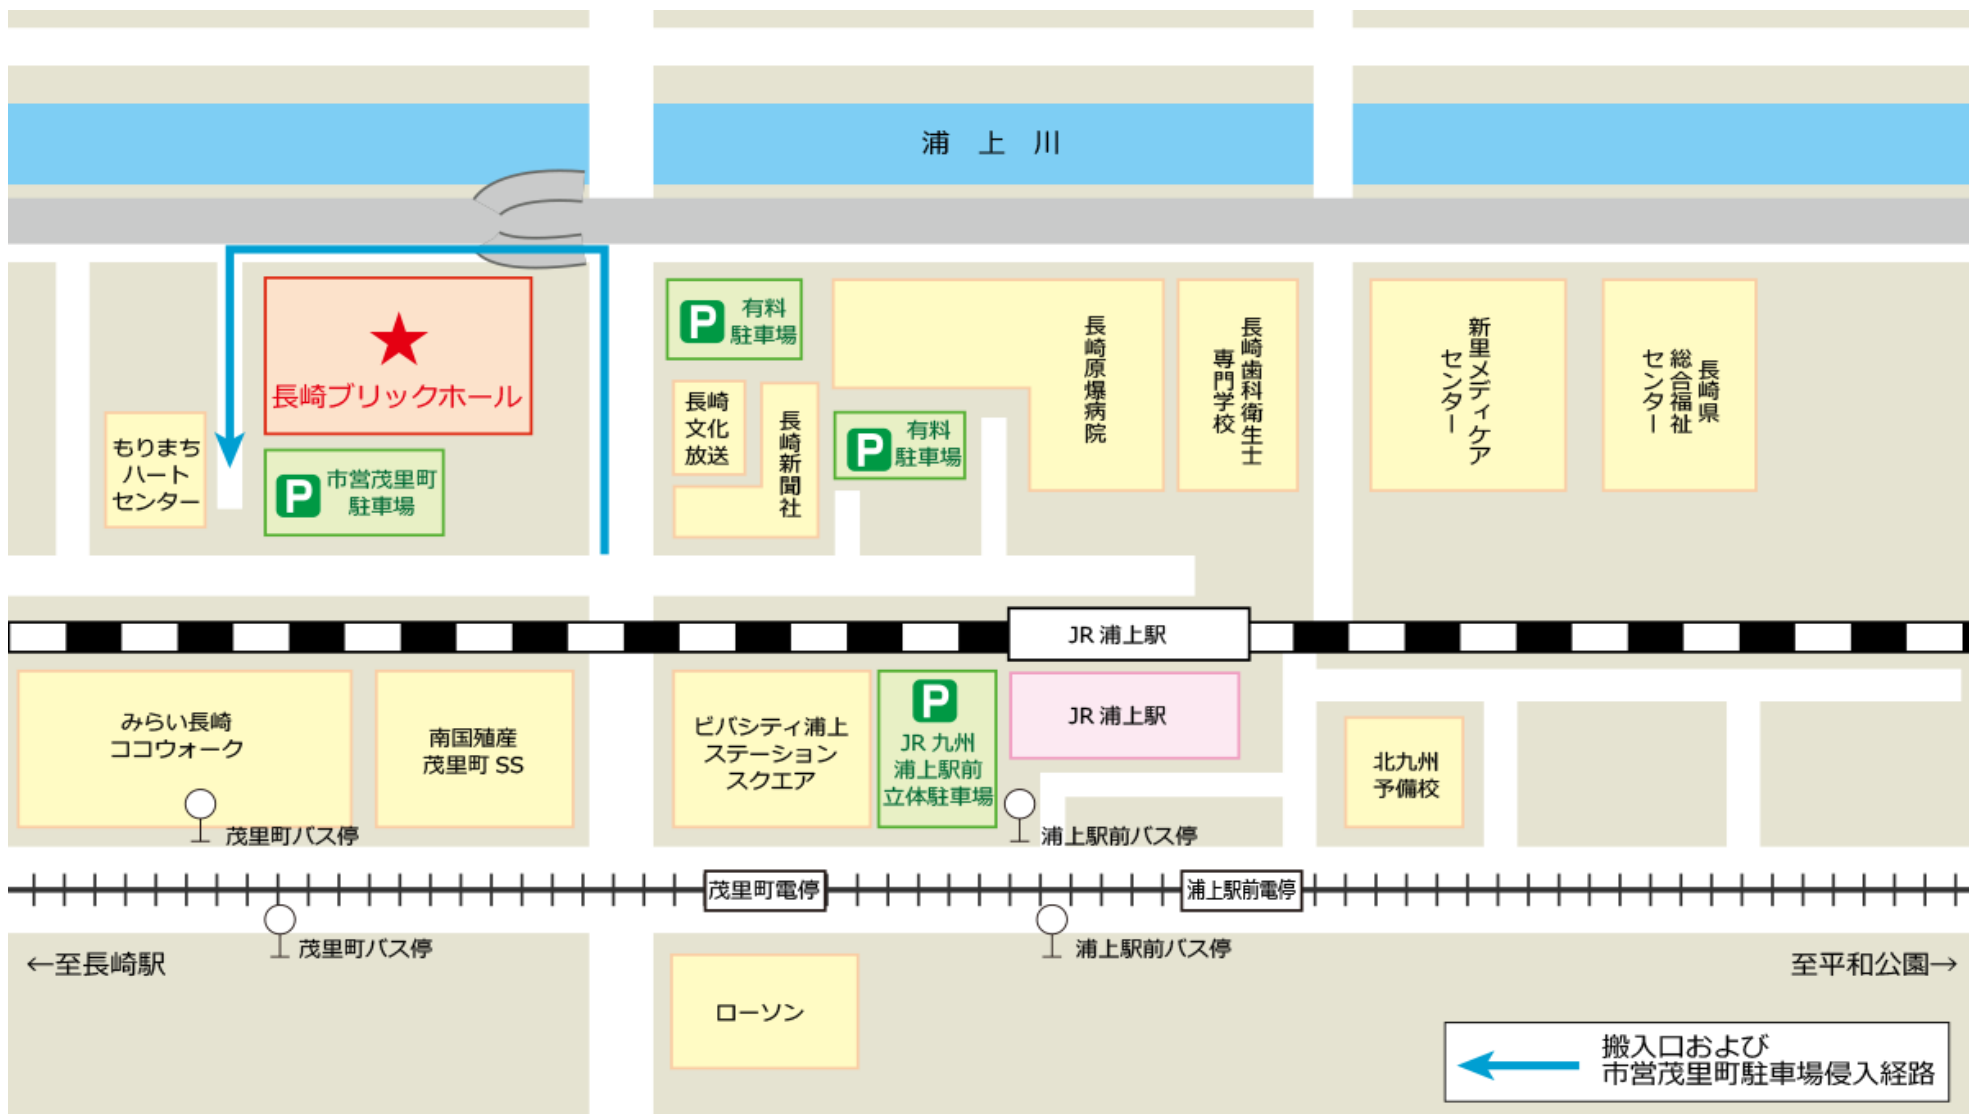 浦上川
P
有料
駐車場
長崎原爆病院
長崎歯科衛生士
専門学校
新里メディケア
センター
長崎県
総合福祉
センター
長崎ブリックホール
もりまち
ハート
センター
P
市営茂里町
駐車場
長崎
文化
放送
長崎新聞社
P
有料
駐車場
JR 浦上駅
みらい長崎
ココウォーク
南国殖産
茂里町 SS
ビバシティ浦上
ステーション
スクエア
P
JR 九州
浦上駅前
立体駐車場
JR 浦上駅
北九州
予備校
茂里町バス停
浦上駅前バス停
茂里町電停
浦上駅前電停
茂里町バス停
浦上駅前バス停
←至長崎駅
至平和公園→
ローソン
搬入口および
市営茂里町駐車場侵入経路